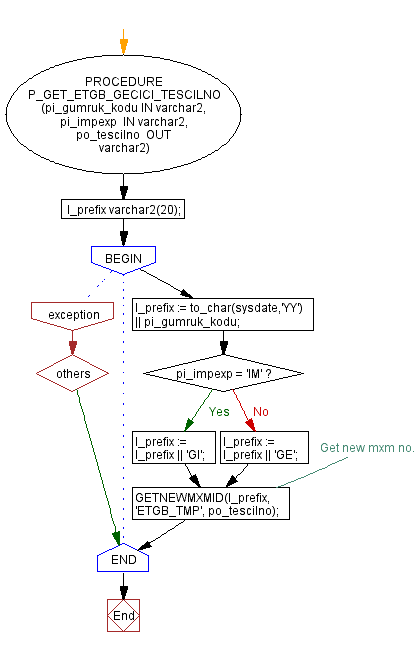 PROCEDURE
P_GET_ETGB_GECICI_TESCILNO
(pi_gumruk_kodu IN varchar2,
pi_impexp IN varchar2,
po_tescilno OUT
varchar2)
l_prefix varchar2(20);
BEGIN
exception
l_prefix := to_char(sysdate,'YY')
|| pi_gumruk_kodu;
others
pi_impexp = 'IM' ?
Yes
No
l_prefix :=
l_prefix || 'GI';
l_prefix :=
l_prefix || 'GE';
Get new mxm no.
GETNEWMXMID(l_prefix,
'ETGB_TMP', po_tescilno);
END
End